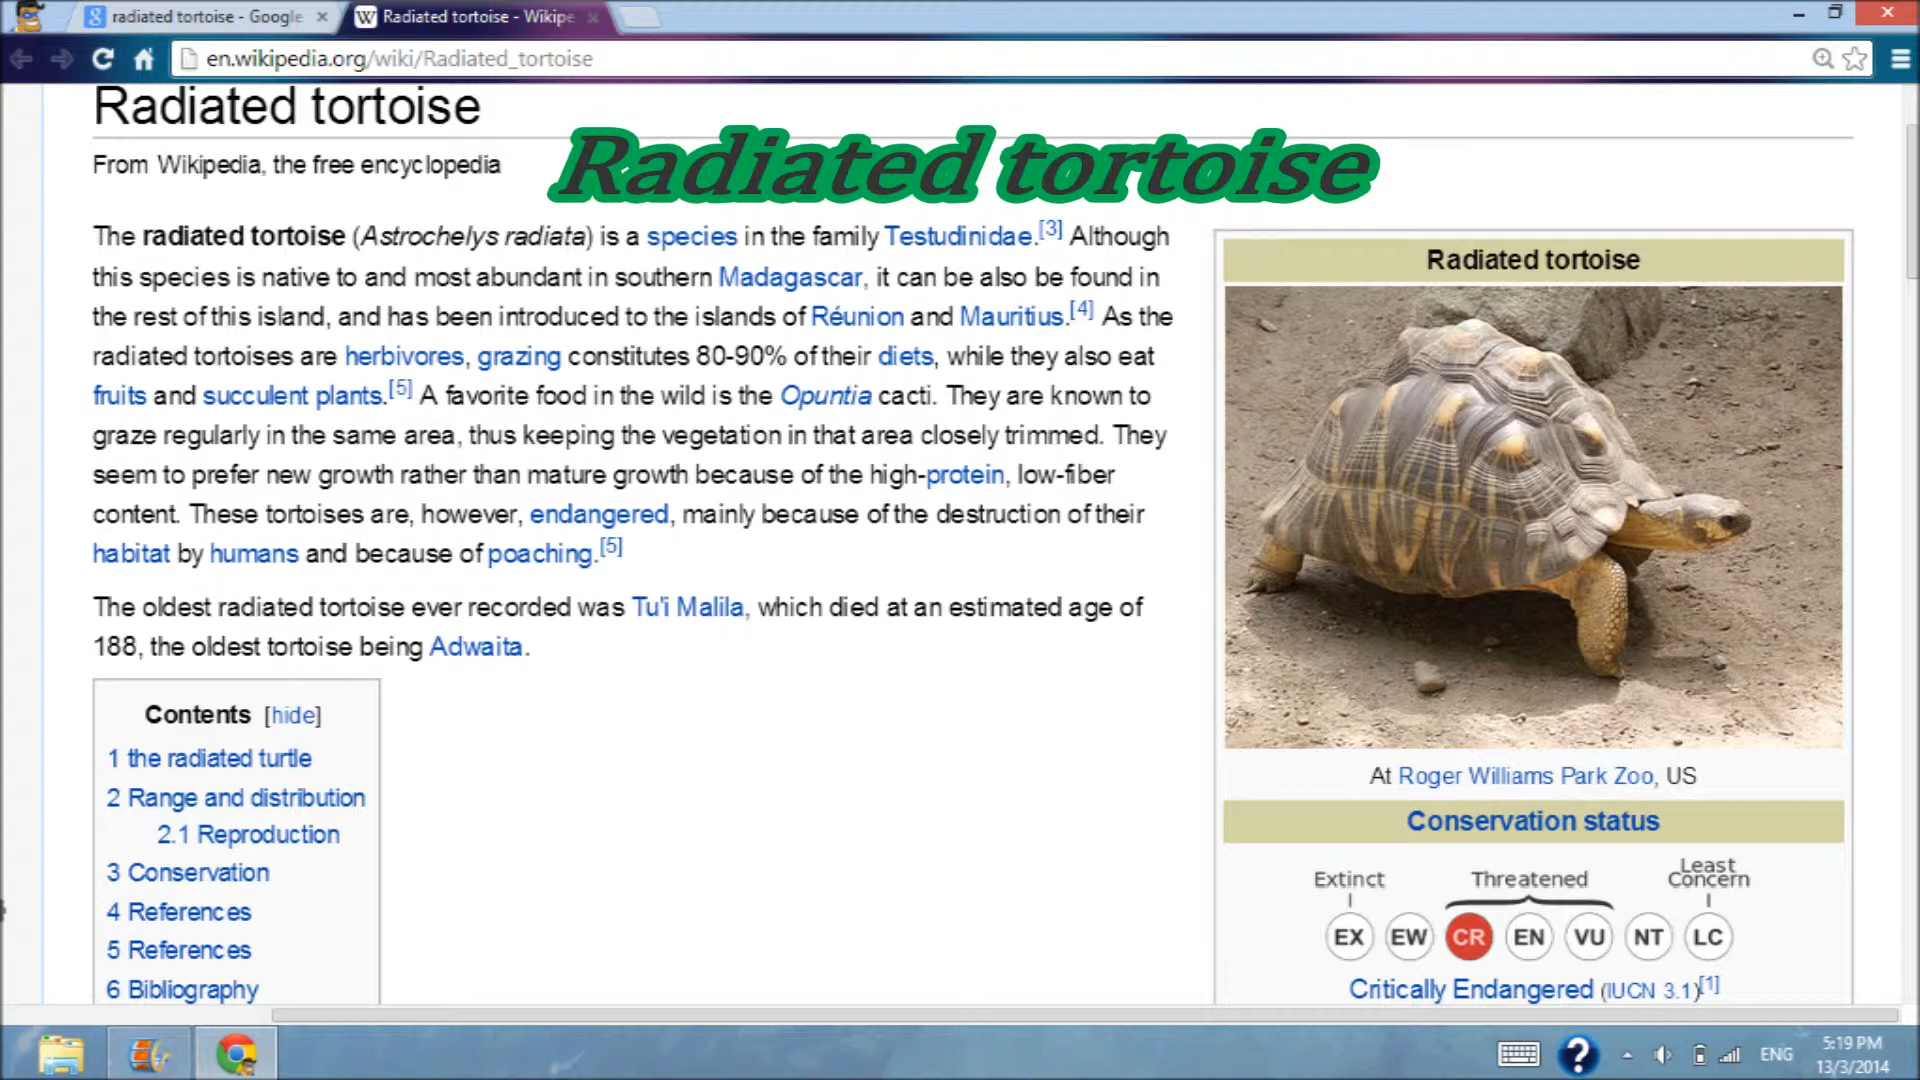 radiated tortoise - Google
Radiated tortoise - Wikipe
en.wikipedia.org/wiki/Radiated_tortoise
Radiated tortoise
From Wikipedia, the free encyclopedia
Radiated tortoise
The radiated tortoise (Astrochelys radiata) is a species in the family Testudinidae.[3] Although
this species is native to and most abundant in southern Madagascar, it can be also be found in
the rest of this island, and has been introduced to the islands of Réunion and Mauritius.[4] As the
radiated tortoises are herbivores, grazing constitutes 80-90% of their diets, while they also eat
fruits and succulent plants.[5] A favorite food in the wild is the Opuntia cacti. They are known to
graze regularly in the same area, thus keeping the vegetation in that area closely trimmed. They
seem to prefer new growth rather than mature growth because of the high-protein, low-fiber
content. These tortoises are, however, endangered, mainly because of the destruction of their
habitat by humans and because of poaching.[5]
The oldest radiated tortoise ever recorded was Tu'i Malila, which died at an estimated age of
188, the oldest tortoise being Adwaita.
Contents [hide]
1 the radiated turtle
2 Range and distribution
2.1 Reproduction
3 Conservation
4 References
5 References
6 Bibliography
Radiated tortoise
At Roger Williams Park Zoo, US
Conservation status
Extinct Threatened Least Concern
EX EW CR EN VU NT LC
Critically Endangered (IUCN 3.1)[1]
ENG
5:19 PM
13/3/2014